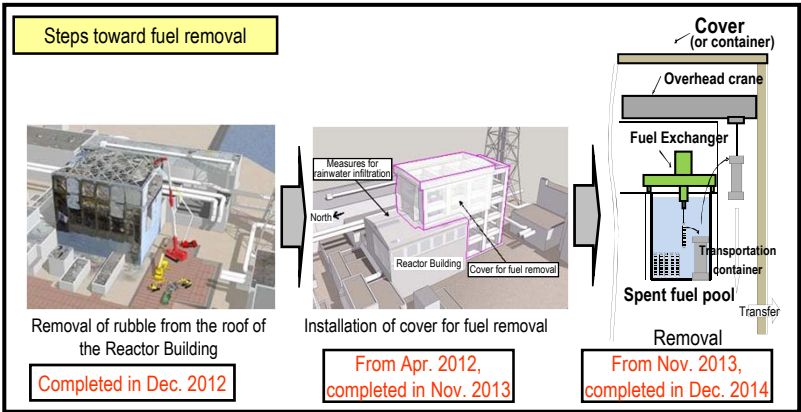 Steps toward fuel removal
Removal of rubble from the roof of
the Reactor Building
Completed in Dec. 2012
Measures for
rainwater infiltration
North
Reactor Building
Cover for fuel removal
Installation of cover for fuel removal
From Apr. 2012,
completed in Nov. 2013
Cover
(or container)
Overhead crane
Fuel Exchanger
Transportation
container
Spent fuel pool
Transfer
Removal
From Nov. 2013,
completed in Dec. 2014